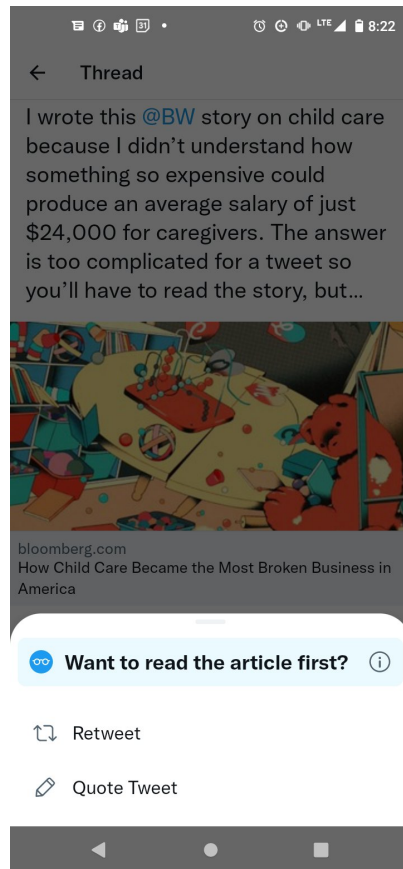 31 LTE 8:22
Thread
I wrote this @BW story on child care
because I didn’t understand how
something so expensive could
produce an average salary of just
$24,000 for caregivers. The answer
is too complicated for a tweet so
you’ll have to read the story, but...
bloomberg.com
How Child Care Became the Most Broken Business in
America
Want to read the article first?
Retweet
Quote Tweet